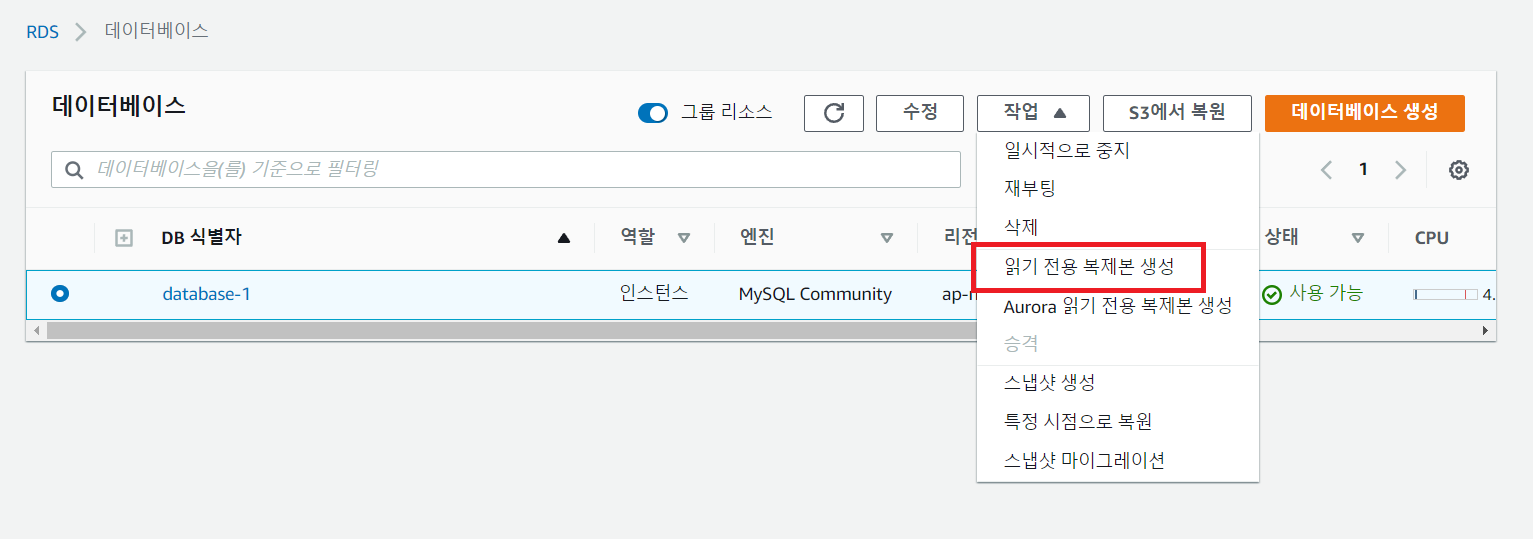 RDS > 데이터베이스
데이터베이스
그룹 리소스
수정
작업
S3에서 복원
데이터베이스 생성
데이터베이스을(를) 기준으로 필터링
1
일시적으로 중지
재부팅
삭제
읽기 전용 복제본 생성
Aurora 읽기 전용 복제본 생성
승격
스냅샷 생성
특정 시점으로 복원
스냅샷 마이그레이션
DB 식별자 역할 엔진 리전 상태 CPU
database-1 인스턴스 MySQL Community 사용 가능 4.